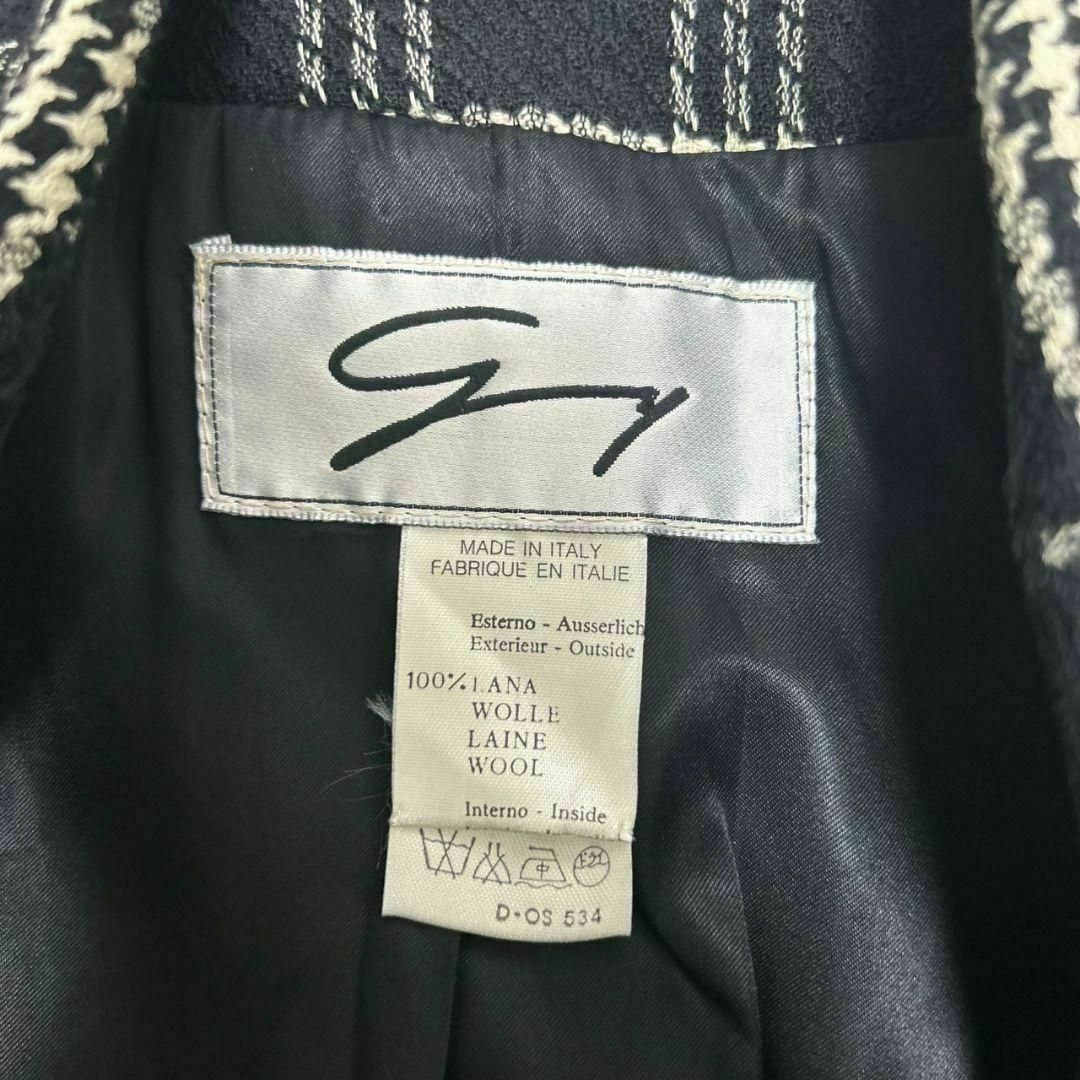 MADE IN ITALY
FABRIQUE EN ITALIE
Esterno - Ausserlich
Exterieur - Outside
100% LANA
WOLLE
LAINE
WOOL
Interno - Inside
D•OS 534